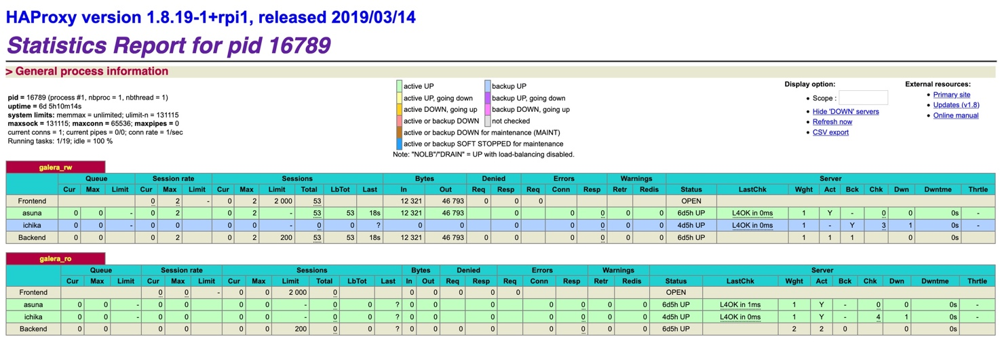 HAProxy version 1.8.19-1+rpi1, released 2019/03/14
Statistics Report for pid 16789
> General process information
pid = 16789 (process #1, nbproc = 1, nbthread = 1)
uptime = 6d 5h10m14s
system limits: memmax = unlimited; ulimit-n = 131115
maxsock = 131115; maxconn = 65536; maxpipes = 0
current conns = 1; current pipes = 0/0; conn rate = 1/sec
Running tasks: 1/19; idle = 100 %
active UP backup UP
active UP, going down backup UP, going down
active DOWN, going up backup DOWN, going up
active or backup DOWN not checked
active or backup DOWN for maintenance (MAINT)
active or backup SOFT STOPPED for maintenance
Note: "NOLB"/"DRAIN" = UP with load-balancing disabled.
Display option:
• Scope :
• Hide 'DOWN' servers
• Refresh now
• CSV export
External resources:
• Primary site
• Updates (v1.8)
• Online manual
galera_rw
Queue Session rate Sessions Bytes Denied Errors Warnings Server
Cur Max Limit Cur Max Limit Cur Max Limit Total LbTot Last In Out Req Resp Req Conn Resp Retr Redis Status LastChk Wght Act Bck Chk Dwn Dwntme Thrtle
Frontend 0 2 - 0 2 2 000 53 12 321 46 793 0 0 0 OPEN
asuna 0 0 - 0 2 0 2 - 53 53 18s 12 321 46 793 0 0 0 0 0 6d5h UP L4OK in 0ms 1 Y - 0 0 0s -
ichika 0 0 - 0 0 0 0 - 0 0 ? 0 0 0 0 0 0 0 4d5h UP L4OK in 0ms 1 - Y 3 1 0s -
Backend 0 0 0 2 0 2 200 53 53 18s 12 321 46 793 0 0 0 0 0 0 6d5h UP 1 1 1 0 0s
galera_ro
Queue Session rate Sessions Bytes Denied Errors Warnings Server
Cur Max Limit Cur Max Limit Cur Max Limit Total LbTot Last In Out Req Resp Req Conn Resp Retr Redis Status LastChk Wght Act Bck Chk Dwn Dwntme Thrtle
Frontend 0 0 - 0 0 2 000 0 0 0 0 0 0 OPEN
asuna 0 0 - 0 0 0 0 - 0 0 ? 0 0 0 0 0 0 0 6d5h UP L4OK in 1ms 1 Y - 0 0 0s -
ichika 0 0 - 0 0 0 0 - 0 0 ? 0 0 0 0 0 0 0 4d5h UP L4OK in 0ms 1 Y - 4 1 0s -
Backend 0 0 0 0 0 0 200 0 0 ? 0 0 0 0 0 0 0 0 6d5h UP 2 2 0 0 0s